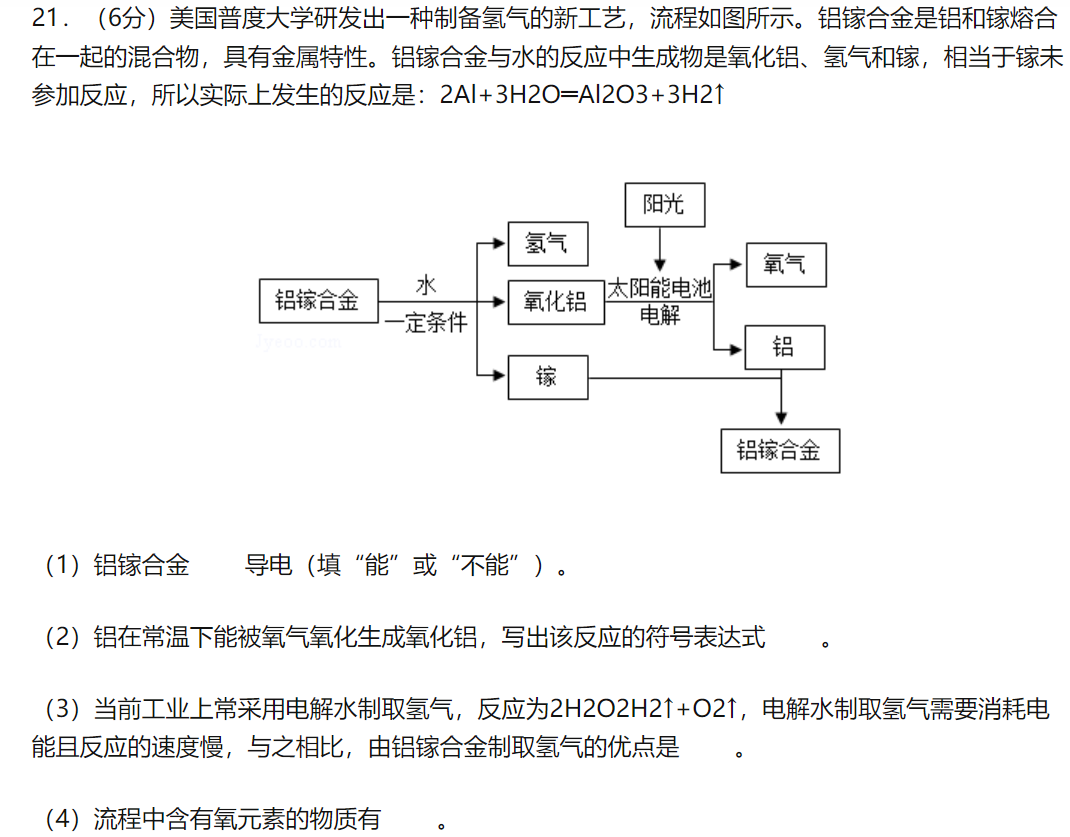 21．（6分）美国普度大学研发出一种制备氢气的新工艺，流程如图所示。铝镓合金是铝和镓熔合
在一起的混合物，具有金属特性。铝镓合金与水的反应中生成物是氧化铝、氢气和镓，相当于镓未
参加反应，所以实际上发生的反应是：2Al+3H2O═Al2O3+3H2↑
阳光
氢气
氧气
铝镓合金
水
一定条件
氧化铝
太阳能电池
电解
铝
镓
铝镓合金
jyeoo.com
（1）铝镓合金　　导电（填“能”或“不能”）。
（2）铝在常温下能被氧气氧化生成氧化铝，写出该反应的符号表达式　　。
（3）当前工业上常采用电解水制取氢气，反应为2H2O2H2↑+O2↑，电解水制取氢气需要消耗电
能且反应的速度慢，与之相比，由铝镓合金制取氢气的优点是　　。
（4）流程中含有氧元素的物质有　　。